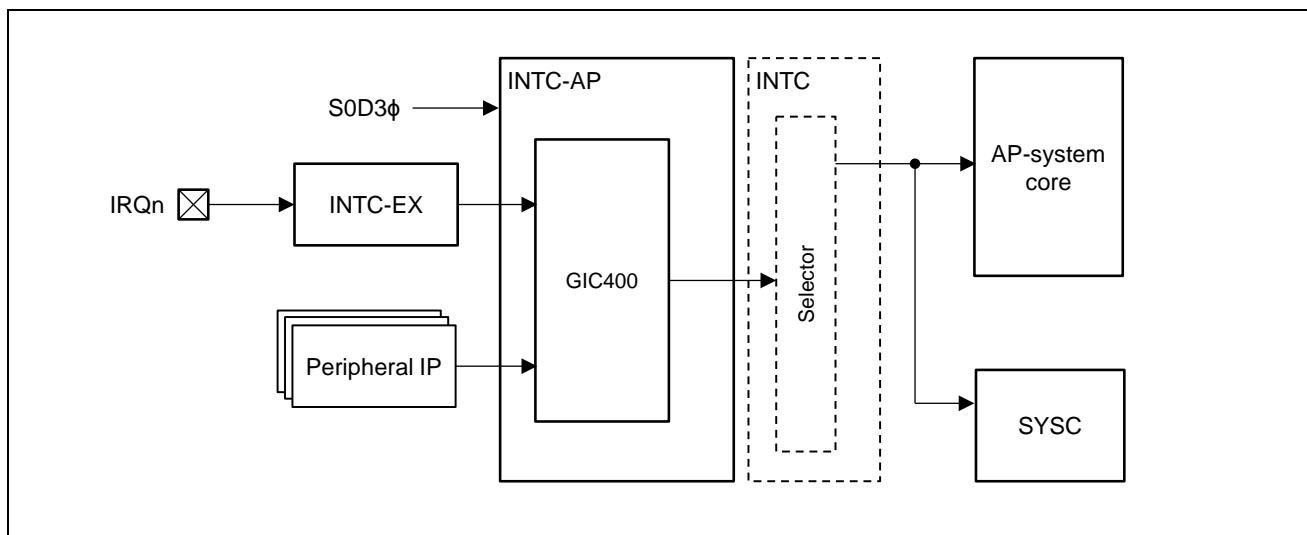 INTC-AP
INTC
S0D3ϕ
AP-system
core
IRQn
INTC-EX
GIC400
Selector
Peripheral IP
SYSC